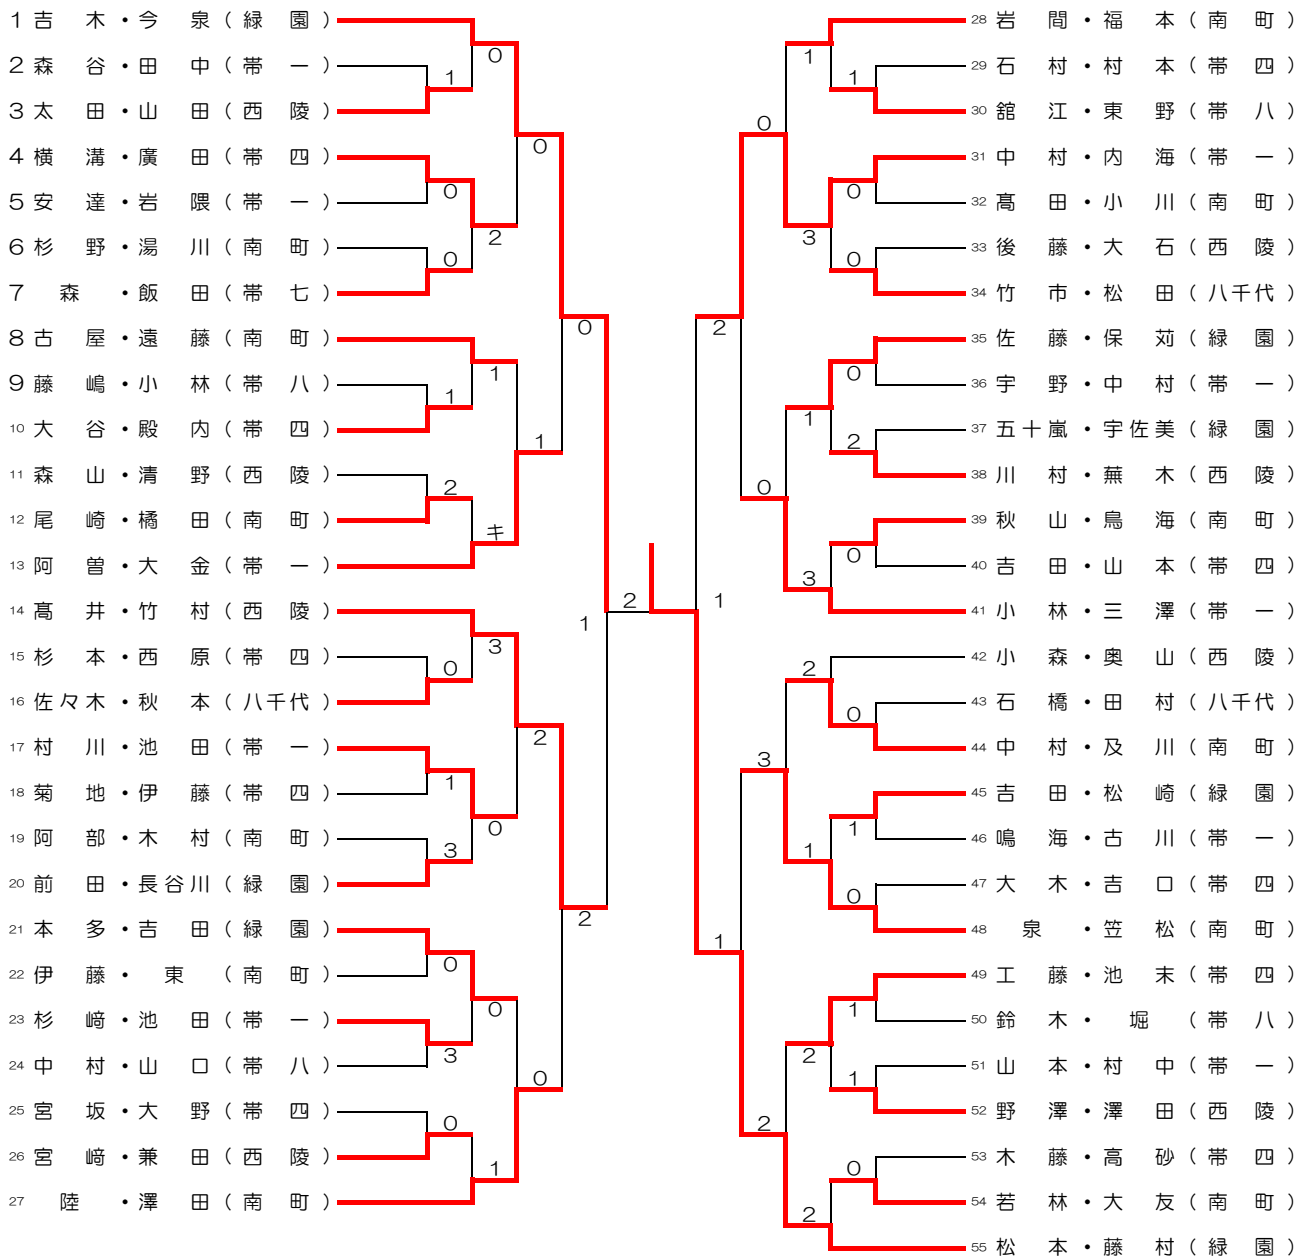 1 吉 木・今 泉 ( 緑 園 )
2 森 谷・田 中 ( 帯 一 )
3 太 田・山 田 ( 西 陵 )
4 横 溝・廣 田 ( 帯 四 )
5 安 達・岩 隈 ( 帯 一 )
6 杉 野・湯 川 ( 南 町 )
7 森 ・飯 田 ( 帯 七 )
8 古 屋・遠 藤 ( 南 町 )
9 藤 嶋・小 林 ( 帯 八 )
10 大 谷・殿 内 ( 帯 四 )
11 森 山・清 野 ( 西 陵 )
12 尾 崎・橘 田 ( 南 町 )
13 阿 曽・大 金 ( 帯 一 )
14 髙 井・竹 村 ( 西 陵 )
15 杉 本・西 原 ( 帯 四 )
16 佐々木・秋 本 ( 八千代 )
17 村 川・池 田 ( 帯 一 )
18 菊 地・伊 藤 ( 帯 四 )
19 阿 部・木 村 ( 南 町 )
20 前 田・長谷川 ( 緑 園 )
21 本 多・吉 田 ( 緑 園 )
22 伊 藤・ 東 ( 南 町 )
23 杉 﨑・池 田 ( 帯 一 )
24 中 村・山 口 ( 帯 八 )
25 宮 坂・大 野 ( 帯 四 )
26 宮 﨑・兼 田 ( 西 陵 )
27 陸 ・澤 田 ( 南 町 )
0
1
0
0
2
0
0
1
1
1
2
キ
3
0
2
1
0
3
2
0
0
3
0
0
1
1
2
1
1
1
0
0
3
0
2
0
1
2
0
0
3
2
0
3
1
1
0
1
1
2
1
2
0
2
28 岩 間・福 本 ( 南 町 )
29 石 村・村 本 ( 帯 四 )
30 舘 江・東 野 ( 帯 八 )
31 中 村・内 海 ( 帯 一 )
32 髙 田・小 川 ( 南 町 )
33 後 藤・大 石 ( 西 陵 )
34 竹 市・松 田 ( 八千代 )
35 佐 藤・保 苅 ( 緑 園 )
36 宇 野・中 村 ( 帯 一 )
37 五十嵐・宇佐美 ( 緑 園 )
38 川 村・蕪 木 ( 西 陵 )
39 秋 山・鳥 海 ( 南 町 )
40 吉 田・山 本 ( 帯 四 )
41 小 林・三 澤 ( 帯 一 )
42 小 森・奥 山 ( 西 陵 )
43 石 橋・田 村 ( 八千代 )
44 中 村・及 川 ( 南 町 )
45 吉 田・松 崎 ( 緑 園 )
46 鳴 海・古 川 ( 帯 一 )
47 大 木・吉 口 ( 帯 四 )
48 泉 ・笠 松 ( 南 町 )
49 工 藤・池 末 ( 帯 四 )
50 鈴 木・ 堀 ( 帯 八 )
51 山 本・村 中 ( 帯 一 )
52 野 澤・澤 田 ( 西 陵 )
53 木 藤・高 砂 ( 帯 四 )
54 若 林・大 友 ( 南 町 )
55 松 本・藤 村 ( 緑 園 )